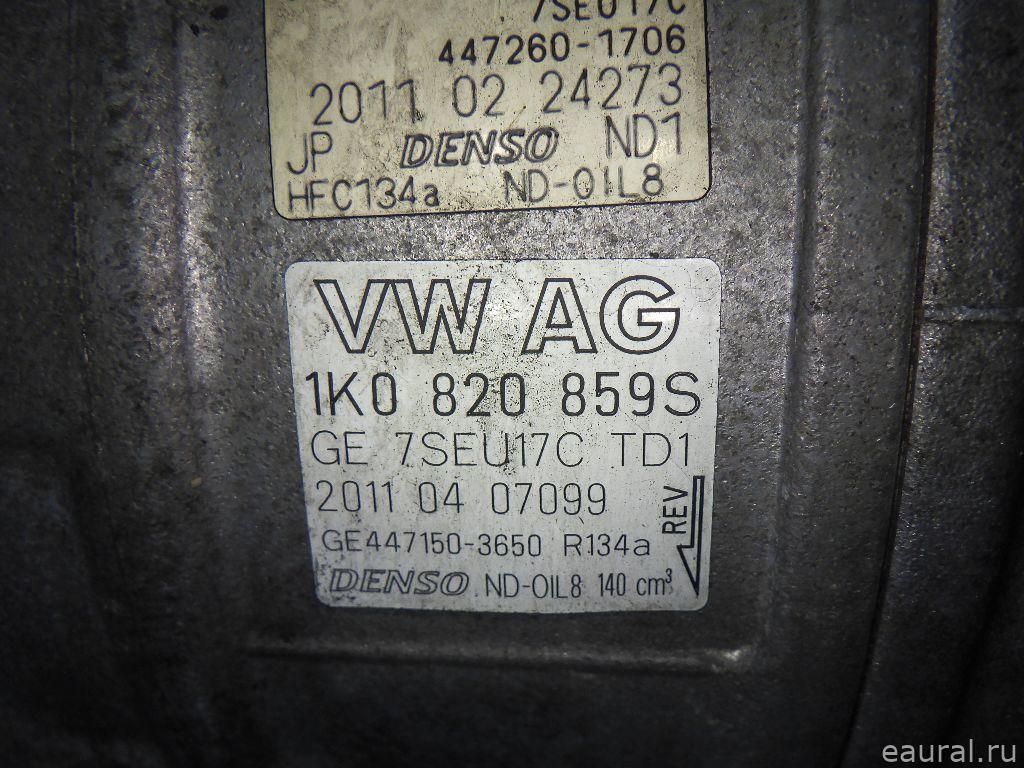 7SEU17C
447260-1706
2011 02 24273
JP DENSO ND1
HFC134a ND-OIL8
VW AG
1K0 820 859S
GE 7SEU17C TD1
2011 04 07099
REV
GE447150-3650 R134a
DENSO ND-OIL8 140 cm³
eaural.ru